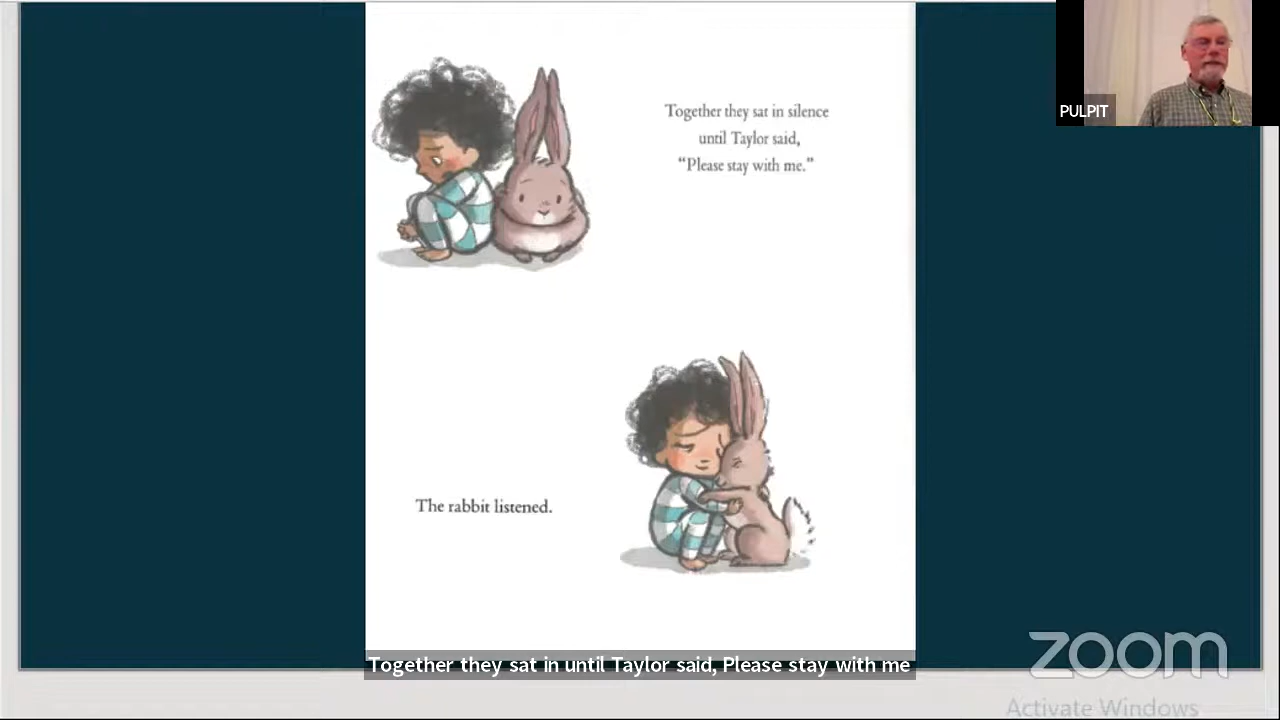 PULPIT
Together they sat in silence
until Taylor said,
“Please stay with me.”
The rabbit listened.
Together they sat in until Taylor said, Please stay with me
zoom
Activate Windows